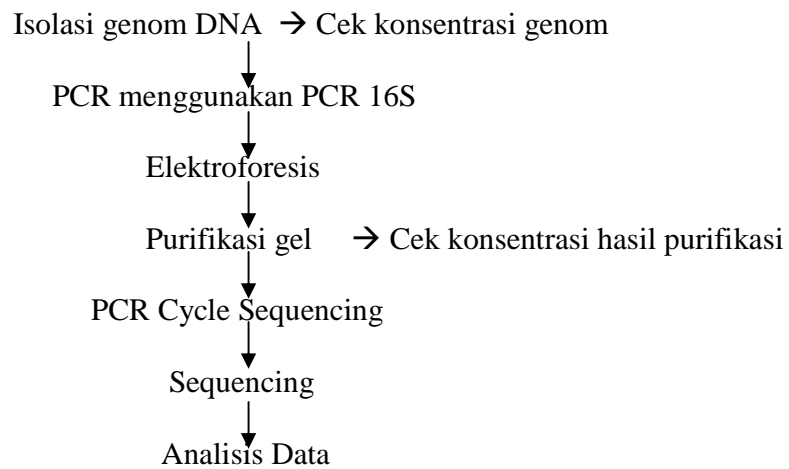 Isolasi genom DNA → Cek konsentrasi genom
PCR menggunakan PCR 16S
Elektroforesis
Purifikasi gel → Cek konsentrasi hasil purifikasi
PCR Cycle Sequencing
Sequencing
Analisis Data